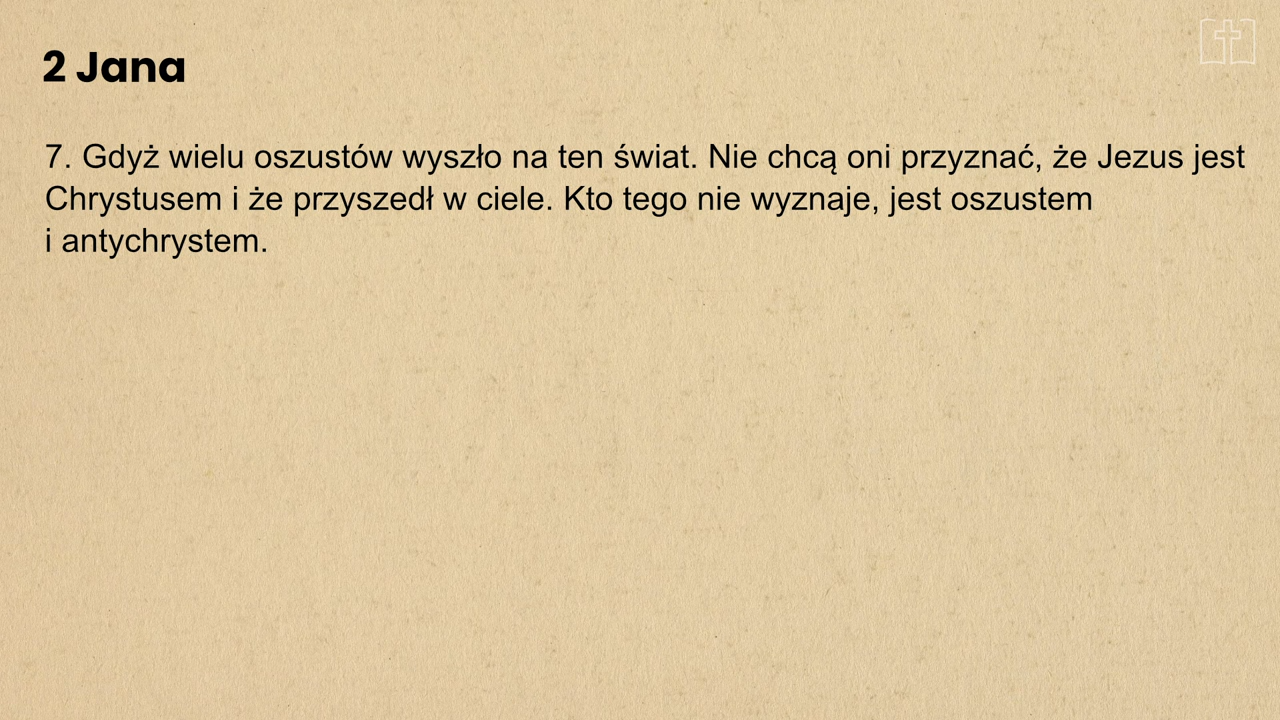 2 Jana
7. Gdyż wielu oszustów wyszło na ten świat. Nie chcą oni przyznać, że Jezus jest
Chrystusem i że przyszedł w ciele. Kto tego nie wyznaje, jest oszustem
i antychrystem.